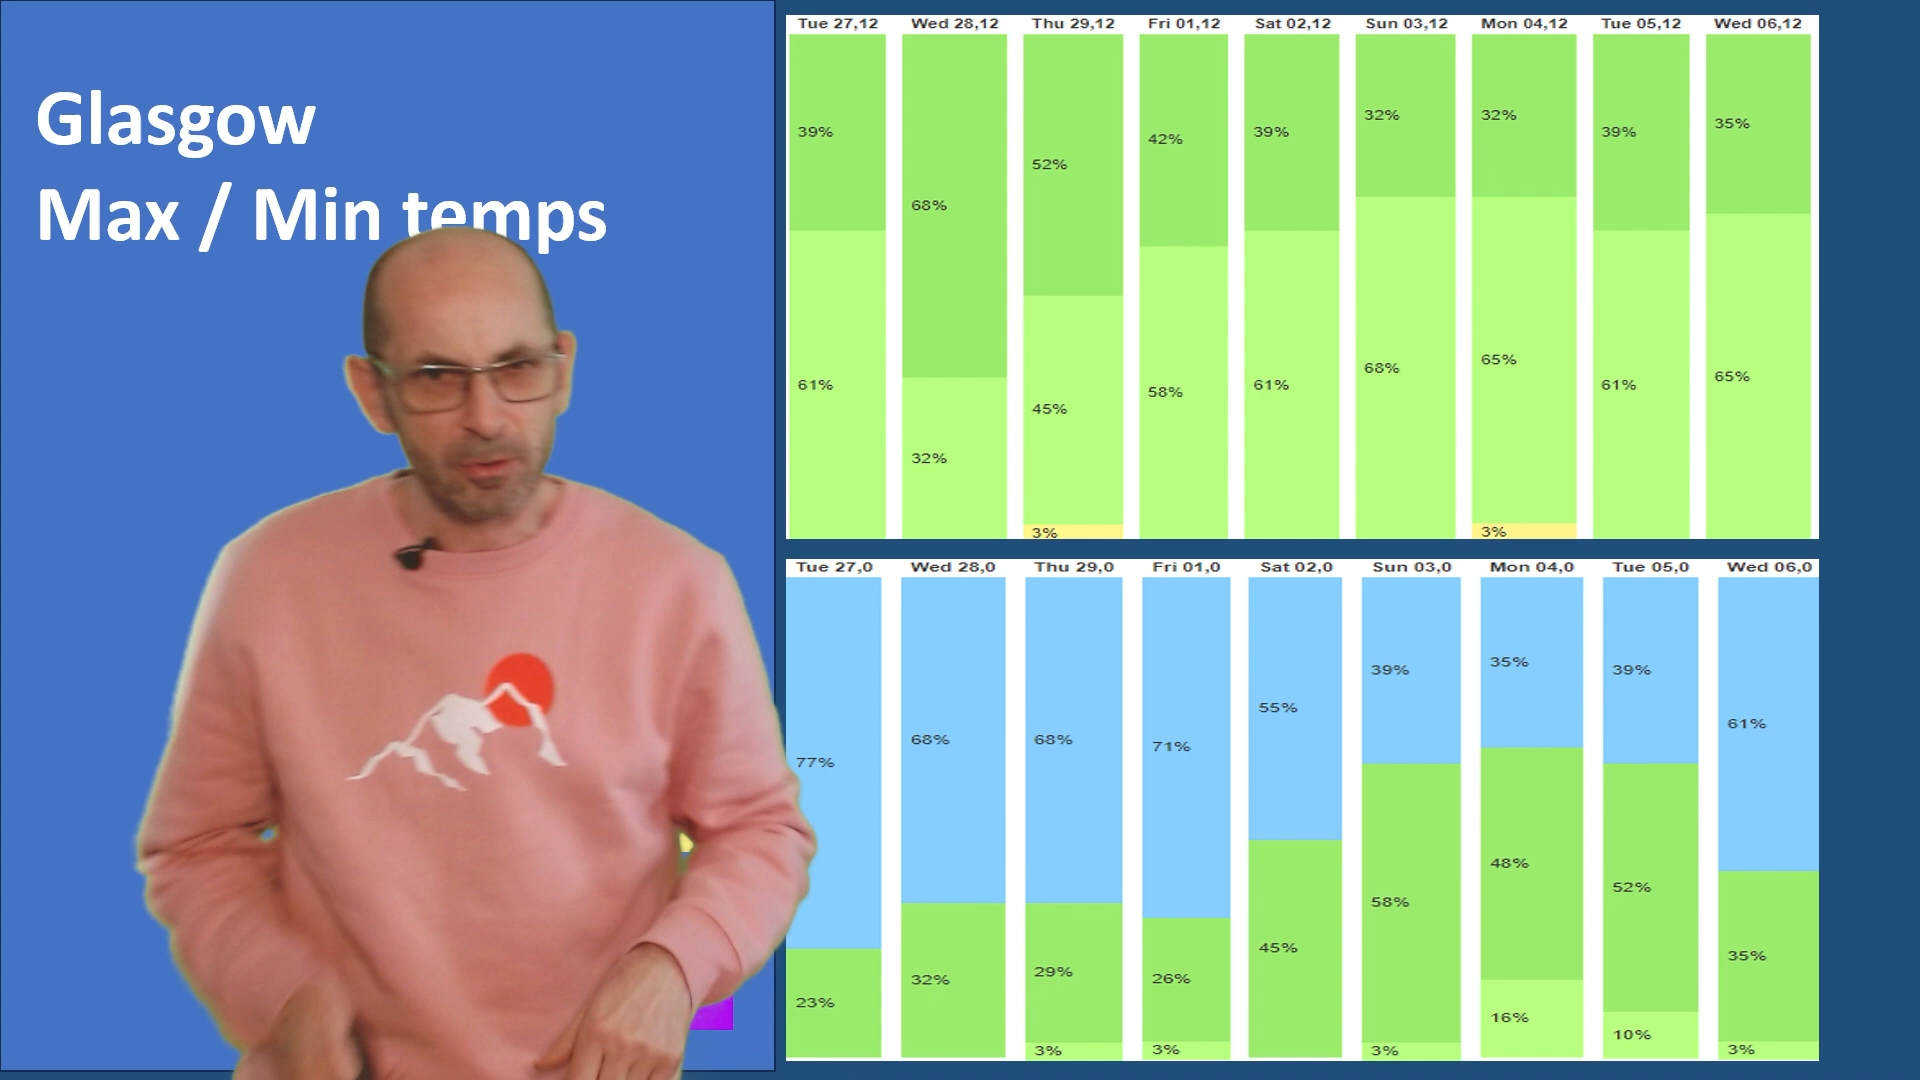 Glasgow
Max / Min temps
Tue 27,12 Wed 28,12 Thu 29,12 Fri 01,12 Sat 02,12 Sun 03,12 Mon 04,12 Tue 05,12 Wed 06,12
39% 68% 52% 42% 39% 32% 32% 39% 35%
61% 32% 45% 58% 61% 68% 65% 61% 65%
3% 3%
Tue 27,0 Wed 28,0 Thu 29,0 Fri 01,0 Sat 02,0 Sun 03,0 Mon 04,0 Tue 05,0 Wed 06,0
77% 68% 68% 71% 55% 39% 35% 39% 61%
23% 32% 29% 26% 45% 58% 48% 52% 35%
3% 3% 3% 16% 10% 3%